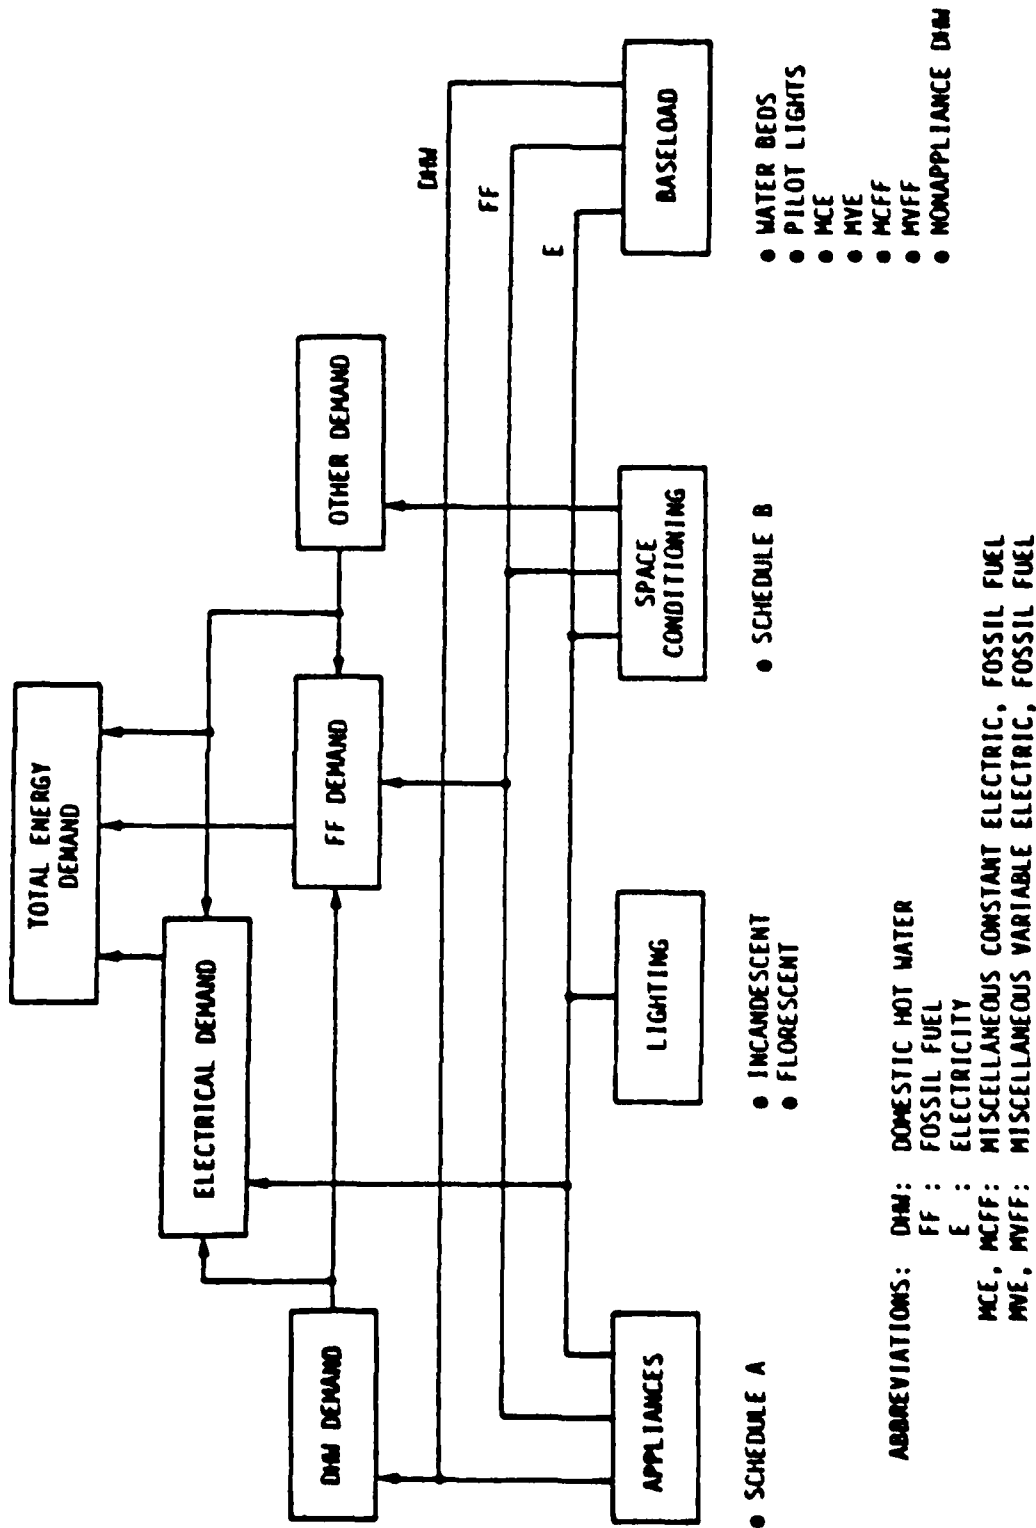 TOTAL ENERGY
DEMAND
ELECTRICAL DEMAND
DHW DEMAND
FF DEMAND
OTHER DEMAND
DHW
FF
E
APPLIANCES
LIGHTING
SPACE
CONDITIONING
BASELOAD
● SCHEDULE A
● INCANDESCENT
● FLORESCENT
● SCHEDULE B
● WATER BEDS
● PILOT LIGHTS
● MCE
● MVE
● MCFF
● MVFF
● NONAPPLIANCE DHW
ABBREVIATIONS: DHW: DOMESTIC HOT WATER
FF : FOSSIL FUEL
E : ELECTRICITY
MCE, MCFF: MISCELLANEOUS CONSTANT ELECTRIC, FOSSIL FUEL
MVE, MVFF: MISCELLANEOUS VARIABLE ELECTRIC, FOSSIL FUEL